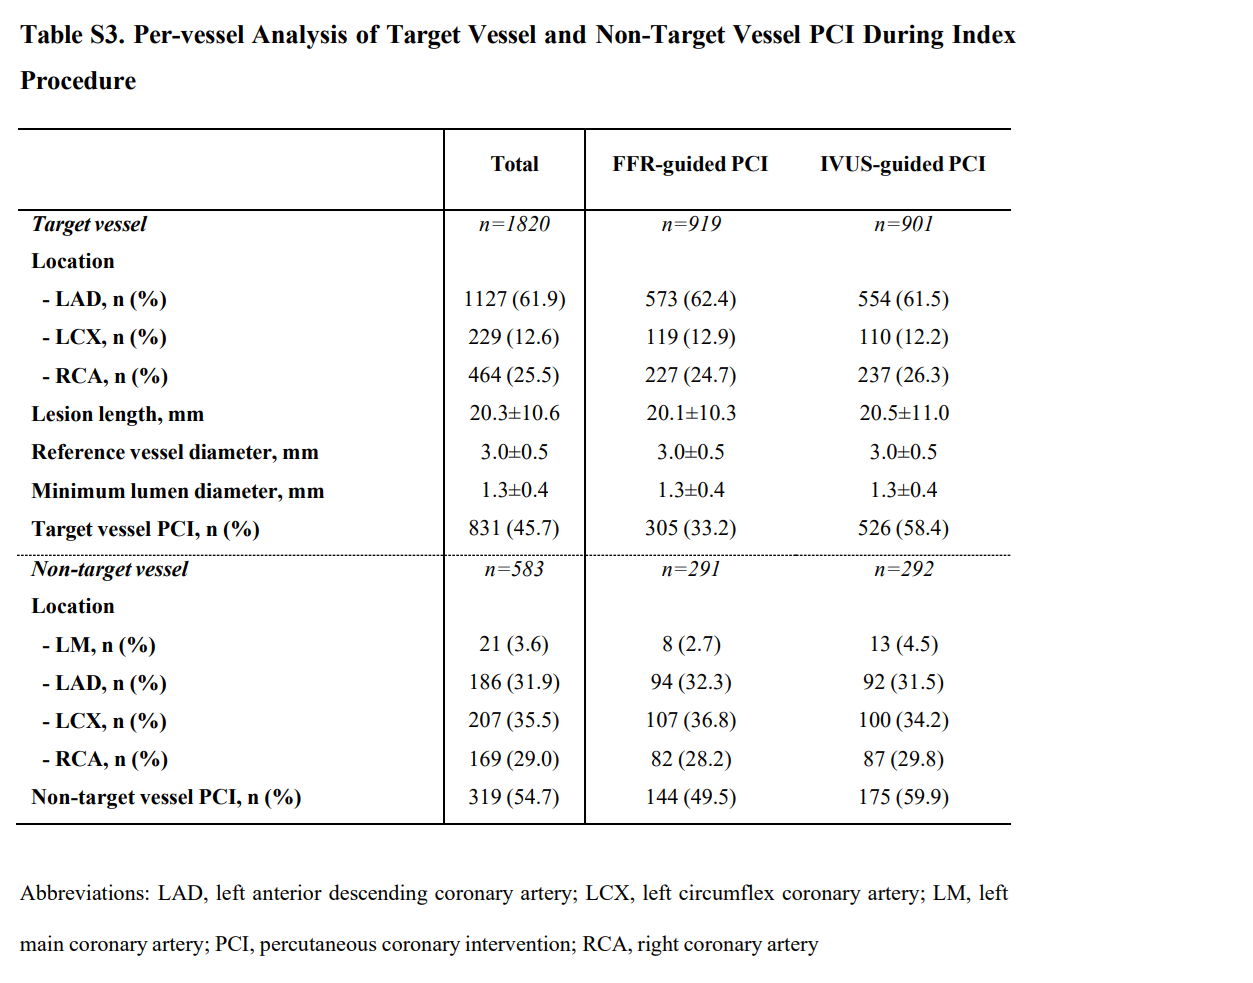 Table S3. Per-vessel Analysis of Target Vessel and Non-Target Vessel PCI During Index
Procedure
Total FFR-guided PCI IVUS-guided PCI
Target vessel n=1820 n=919 n=901
Location
- LAD, n (%) 1127 (61.9) 573 (62.4) 554 (61.5)
- LCX, n (%) 229 (12.6) 119 (12.9) 110 (12.2)
- RCA, n (%) 464 (25.5) 227 (24.7) 237 (26.3)
Lesion length, mm 20.3±10.6 20.1±10.3 20.5±11.0
Reference vessel diameter, mm 3.0±0.5 3.0±0.5 3.0±0.5
Minimum lumen diameter, mm 1.3±0.4 1.3±0.4 1.3±0.4
Target vessel PCI, n (%) 831 (45.7) 305 (33.2) 526 (58.4)
Non-target vessel n=583 n=291 n=292
Location
- LM, n (%) 21 (3.6) 8 (2.7) 13 (4.5)
- LAD, n (%) 186 (31.9) 94 (32.3) 92 (31.5)
- LCX, n (%) 207 (35.5) 107 (36.8) 100 (34.2)
- RCA, n (%) 169 (29.0) 82 (28.2) 87 (29.8)
Non-target vessel PCI, n (%) 319 (54.7) 144 (49.5) 175 (59.9)
Abbreviations: LAD, left anterior descending coronary artery; LCX, left circumflex coronary artery; LM, left
main coronary artery; PCI, percutaneous coronary intervention; RCA, right coronary artery